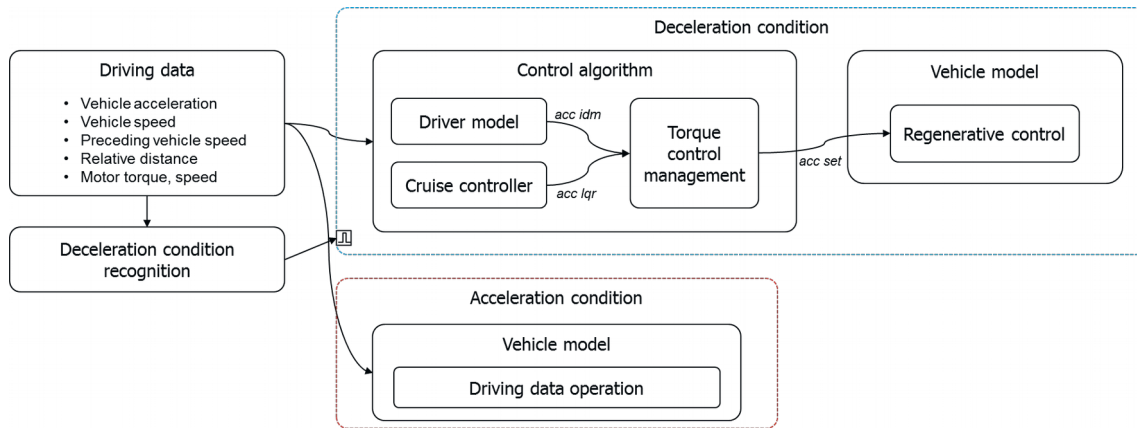 Deceleration condition
Driving data
• Vehicle acceleration
• Vehicle speed
• Preceding vehicle speed
• Relative distance
• Motor torque, speed
Deceleration condition
recognition
Control algorithm
Driver model
acc idm
Cruise controller
acc lqr
Torque
control
management
acc set
Vehicle model
Regenerative control
Acceleration condition
Vehicle model
Driving data operation